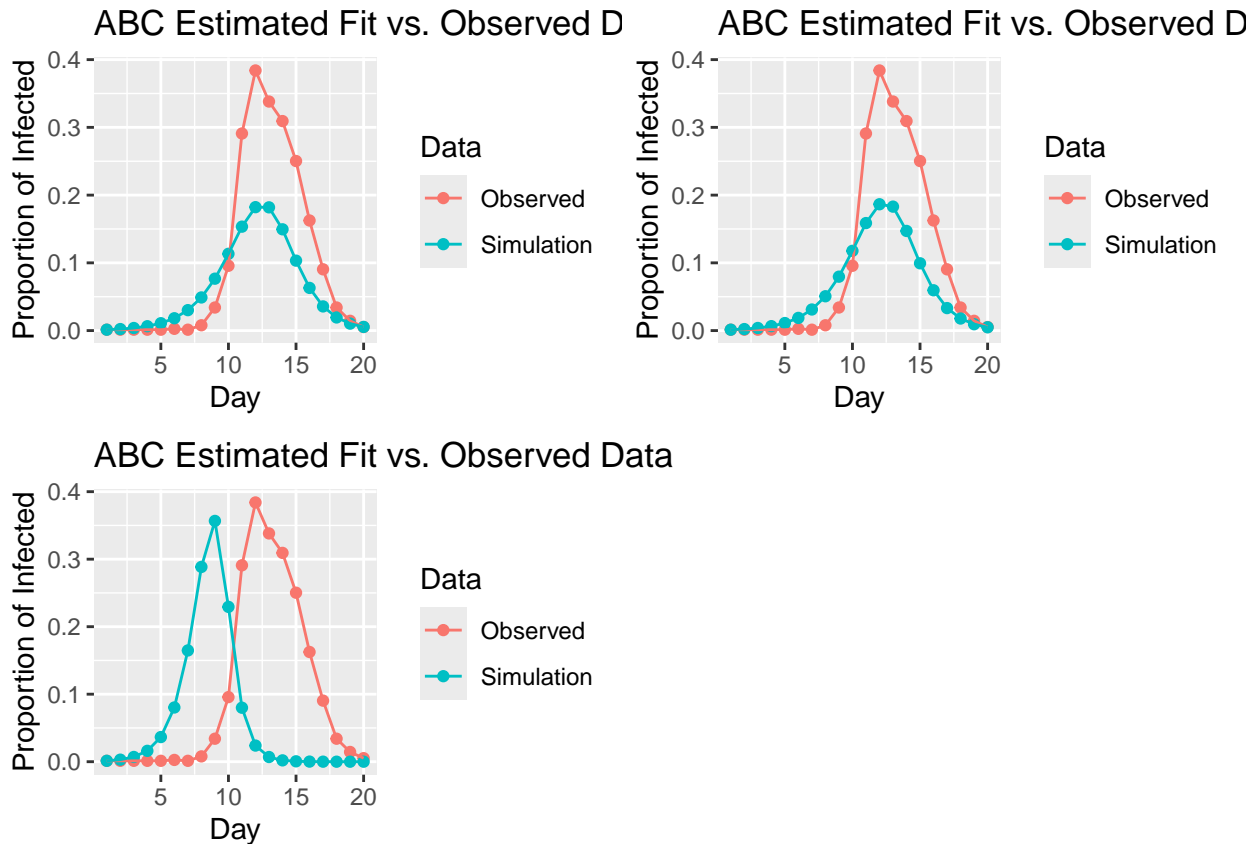 ABC Estimated Fit vs. Observed D
0.4
0.3
0.2
0.1
0.0
Proportion of Infected
5 10 15 20
Day
Data
Observed
Simulation
ABC Estimated Fit vs. Observed D
0.4
0.3
0.2
0.1
0.0
Proportion of Infected
5 10 15 20
Day
Data
Observed
Simulation
ABC Estimated Fit vs. Observed Data
0.4
0.3
0.2
0.1
0.0
Proportion of Infected
5 10 15 20
Day
Data
Observed
Simulation